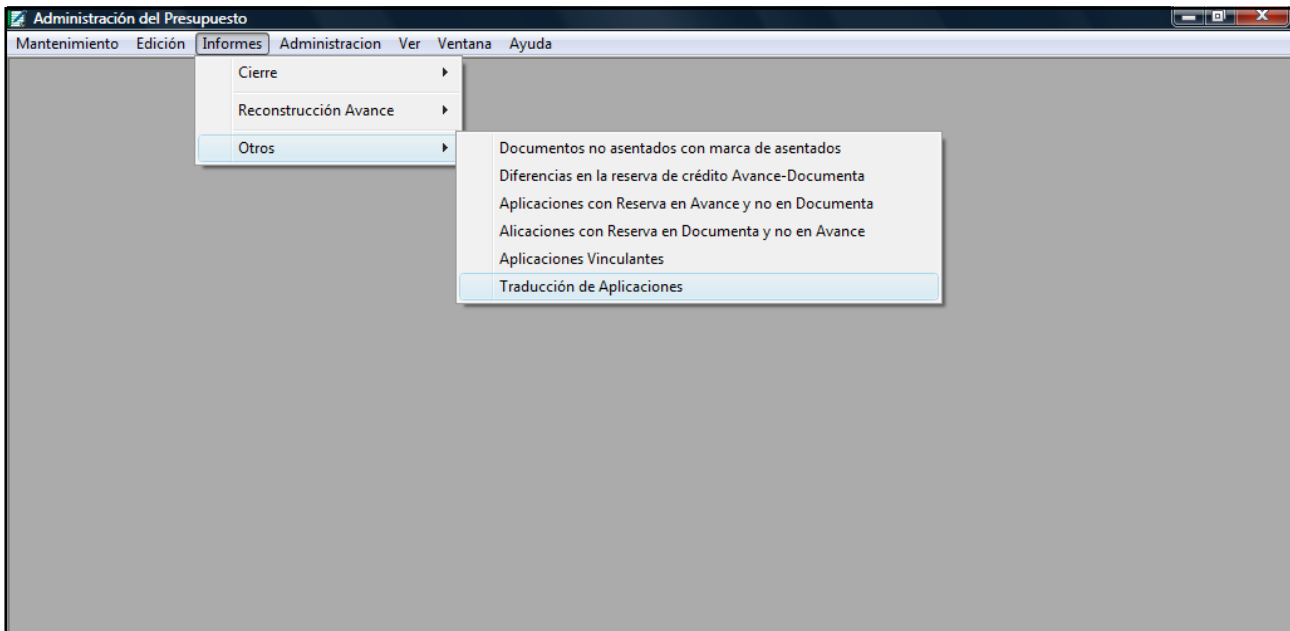 Administración del Presupuesto
Mantenimiento Edición Informes Administracion Ver Ventana Ayuda
Cierre
Reconstrucción Avance
Otros
Documentos no asentados con marca de asentados
Diferencias en la reserva de crédito Avance-Documenta
Aplicaciones con Reserva en Avance y no en Documenta
Alicaciones con Reserva en Documenta y no en Avance
Aplicaciones Vinculantes
Traducción de Aplicaciones